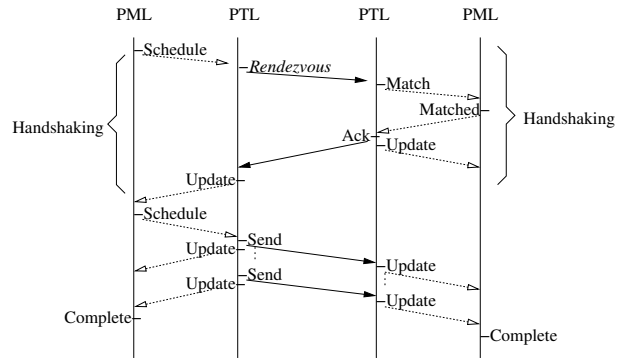 PML PTL PTL PML
Schedule
Rendezvous
Match
Matched
Handshaking
Handshaking
Ack
Update
Update
Schedule
Send
Update
Update
Send
Update
Update
Complete
Complete